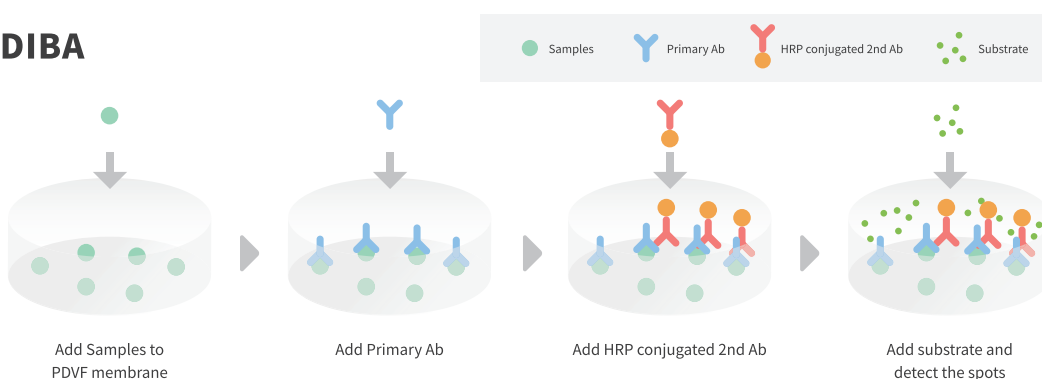 DIBA
Samples
Primary Ab
HRP conjugated 2nd Ab
Substrate
Add Samples to
PDVF membrane
Add Primary Ab
Add HRP conjugated 2nd Ab
Add substrate and
detect the spots